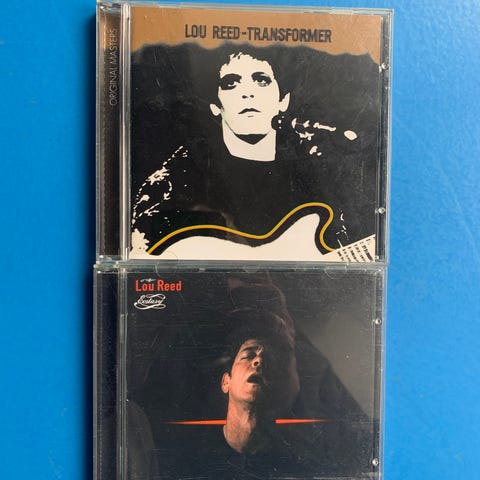 LOU REED-TRANSFORMER
ORIGINAL MASTERS
Lou Reed
Ecstasy